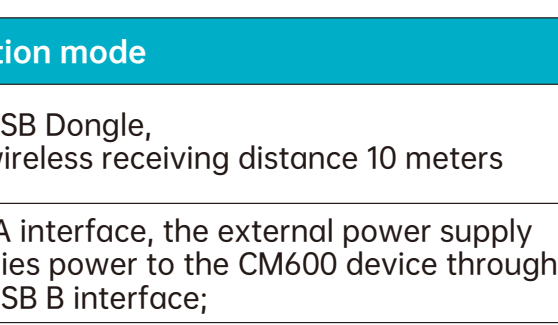 tion mode
SB Dongle,
wireless receiving distance 10 meters
A interface, the external power supply
ies power to the CM600 device through
SB B interface;